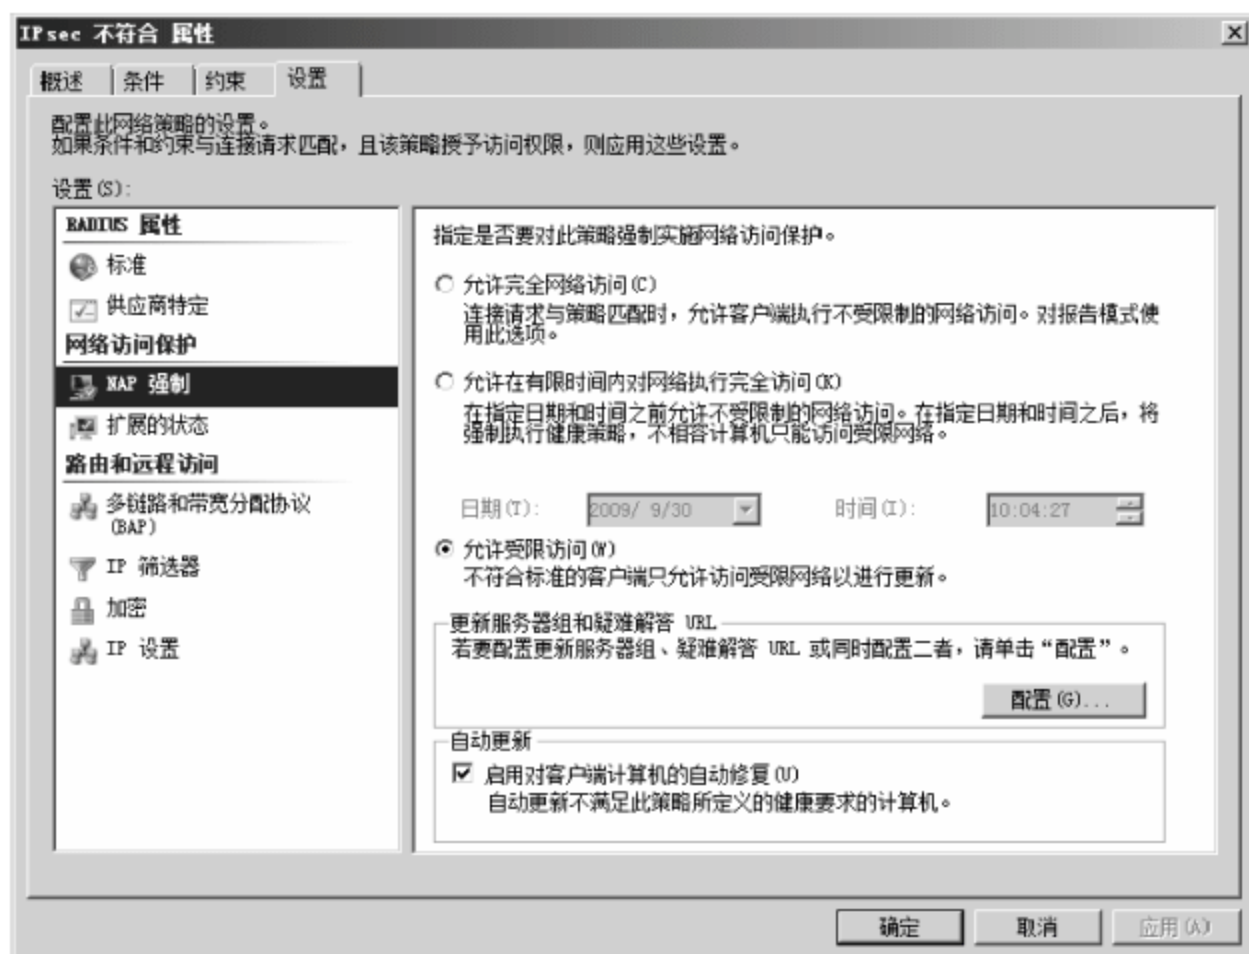 IPsec 不符合 属性
概述 条件 约束 设置
配置此网络策略的设置。
如果条件和约束与连接请求匹配，且该策略授予访问权限，则应用这些设置。
设置(S):
RADIUS 属性
标准
供应商特定
网络访问保护
NAP 强制
扩展的状态
路由和远程访问
多链路和带宽分配协议
(BAP)
IP 筛选器
加密
IP 设置
指定是否要对此策略强制实施网络访问保护。
允许完全网络访问(C)
连接请求与策略匹配时，允许客户端执行不受限制的网络访问。对报告模式使
用此选项。
允许在有限时间内对网络执行完全访问(K)
在指定日期和时间之前允许不受限制的网络访问。在指定日期和时间之后，将
强制执行健康策略，不相容计算机只能访问受限网络。
日期(T): 2009/ 9/30 时间(I): 10:04:27
允许受限访问(W)
不符合标准的客户端只允许访问受限网络以进行更新。
更新服务器组和疑难解答 URL
若要配置更新服务器组、疑难解答 URL 或同时配置二者，请单击“配置”。
配置(G)...
自动更新
启用对客户端计算机的自动修复(U)
自动更新不满足此策略所定义的健康要求的计算机。
确定 取消 应用(A)